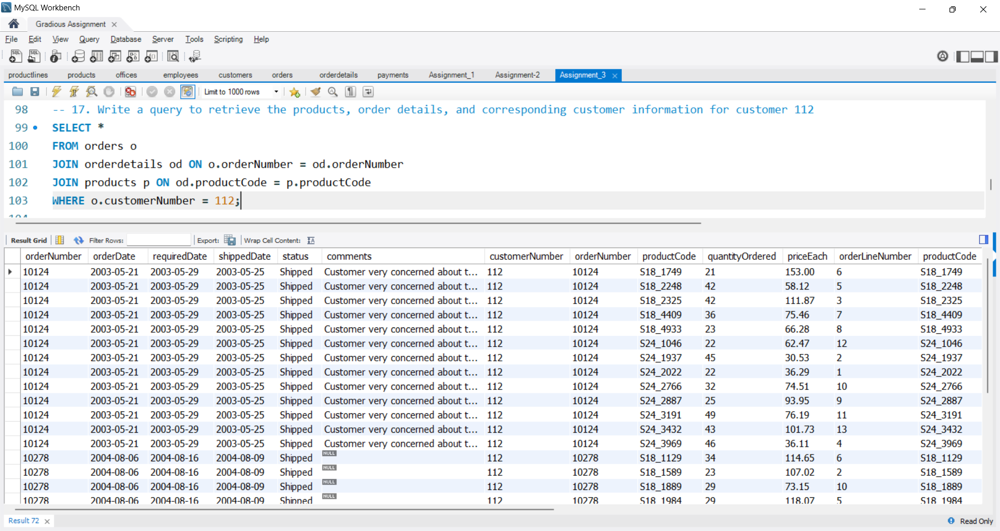 MySQL Workbench
Gradious Assignment
File Edit View Query Database Server Tools Scripting Help
productlines products offices employees customers orders orderdetails payments Assignment_1 Assignment-2 Assignment_3
Limit to 1000 rows
98 -- 17. Write a query to retrieve the products, order details, and corresponding customer information for customer 112
99 SELECT *
100 FROM orders o
101 JOIN orderdetails od ON o.orderNumber = od.orderNumber
102 JOIN products p ON od.productCode = p.productCode
103 WHERE o.customerNumber = 112;
104
Result Grid Filter Rows: Export: Wrap Cell Content:
orderNumber orderDate requiredDate shippedDate status comments customerNumber orderNumber productCode quantityOrdered priceEach orderLineNumber productCode
10124 2003-05-21 2003-05-29 2003-05-25 Shipped Customer very concerned about t... 112 10124 S18_1749 21 153.00 6 S18_1749
10124 2003-05-21 2003-05-29 2003-05-25 Shipped Customer very concerned about t... 112 10124 S18_2248 42 58.12 5 S18_2248
10124 2003-05-21 2003-05-29 2003-05-25 Shipped Customer very concerned about t... 112 10124 S18_2325 42 111.87 3 S18_2325
10124 2003-05-21 2003-05-29 2003-05-25 Shipped Customer very concerned about t... 112 10124 S18_4409 36 75.46 7 S18_4409
10124 2003-05-21 2003-05-29 2003-05-25 Shipped Customer very concerned about t... 112 10124 S18_4933 23 66.28 8 S18_4933
10124 2003-05-21 2003-05-29 2003-05-25 Shipped Customer very concerned about t... 112 10124 S24_1046 22 62.47 12 S24_1046
10124 2003-05-21 2003-05-29 2003-05-25 Shipped Customer very concerned about t... 112 10124 S24_1937 45 30.53 2 S24_1937
10124 2003-05-21 2003-05-29 2003-05-25 Shipped Customer very concerned about t... 112 10124 S24_2022 22 36.29 1 S24_2022
10124 2003-05-21 2003-05-29 2003-05-25 Shipped Customer very concerned about t... 112 10124 S24_2766 32 74.51 10 S24_2766
10124 2003-05-21 2003-05-29 2003-05-25 Shipped Customer very concerned about t... 112 10124 S24_2887 25 93.95 9 S24_2887
10124 2003-05-21 2003-05-29 2003-05-25 Shipped Customer very concerned about t... 112 10124 S24_3191 49 76.19 11 S24_3191
10124 2003-05-21 2003-05-29 2003-05-25 Shipped Customer very concerned about t... 112 10124 S24_3432 43 101.73 13 S24_3432
10124 2003-05-21 2003-05-29 2003-05-25 Shipped Customer very concerned about t... 112 10124 S24_3969 46 36.11 4 S24_3969
10278 2004-08-06 2004-08-16 2004-08-09 Shipped NULL 112 10278 S18_1129 34 114.65 6 S18_1129
10278 2004-08-06 2004-08-16 2004-08-09 Shipped NULL 112 10278 S18_1589 23 107.02 2 S18_1589
10278 2004-08-06 2004-08-16 2004-08-09 Shipped NULL 112 10278 S18_1889 29 73.15 10 S18_1889
10278 2004-08-06 2004-08-16 2004-08-09 Shipped NULL 112 10278 S18_1984 29 118.07 5 S18_1984
Result 72 Read Only